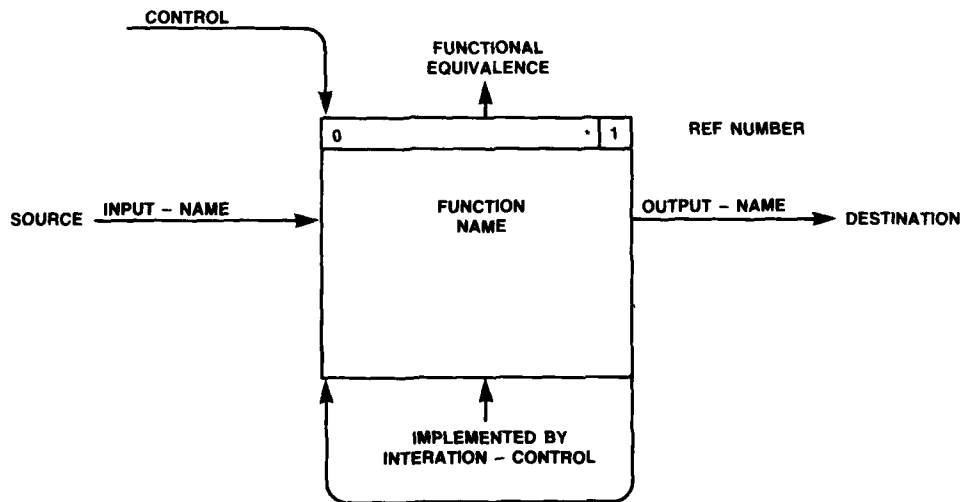 CONTROL
FUNCTIONAL
EQUIVALENCE
0 * 1
REF NUMBER
SOURCE
INPUT – NAME
FUNCTION
NAME
OUTPUT – NAME
DESTINATION
IMPLEMENTED BY
INTERATION – CONTROL